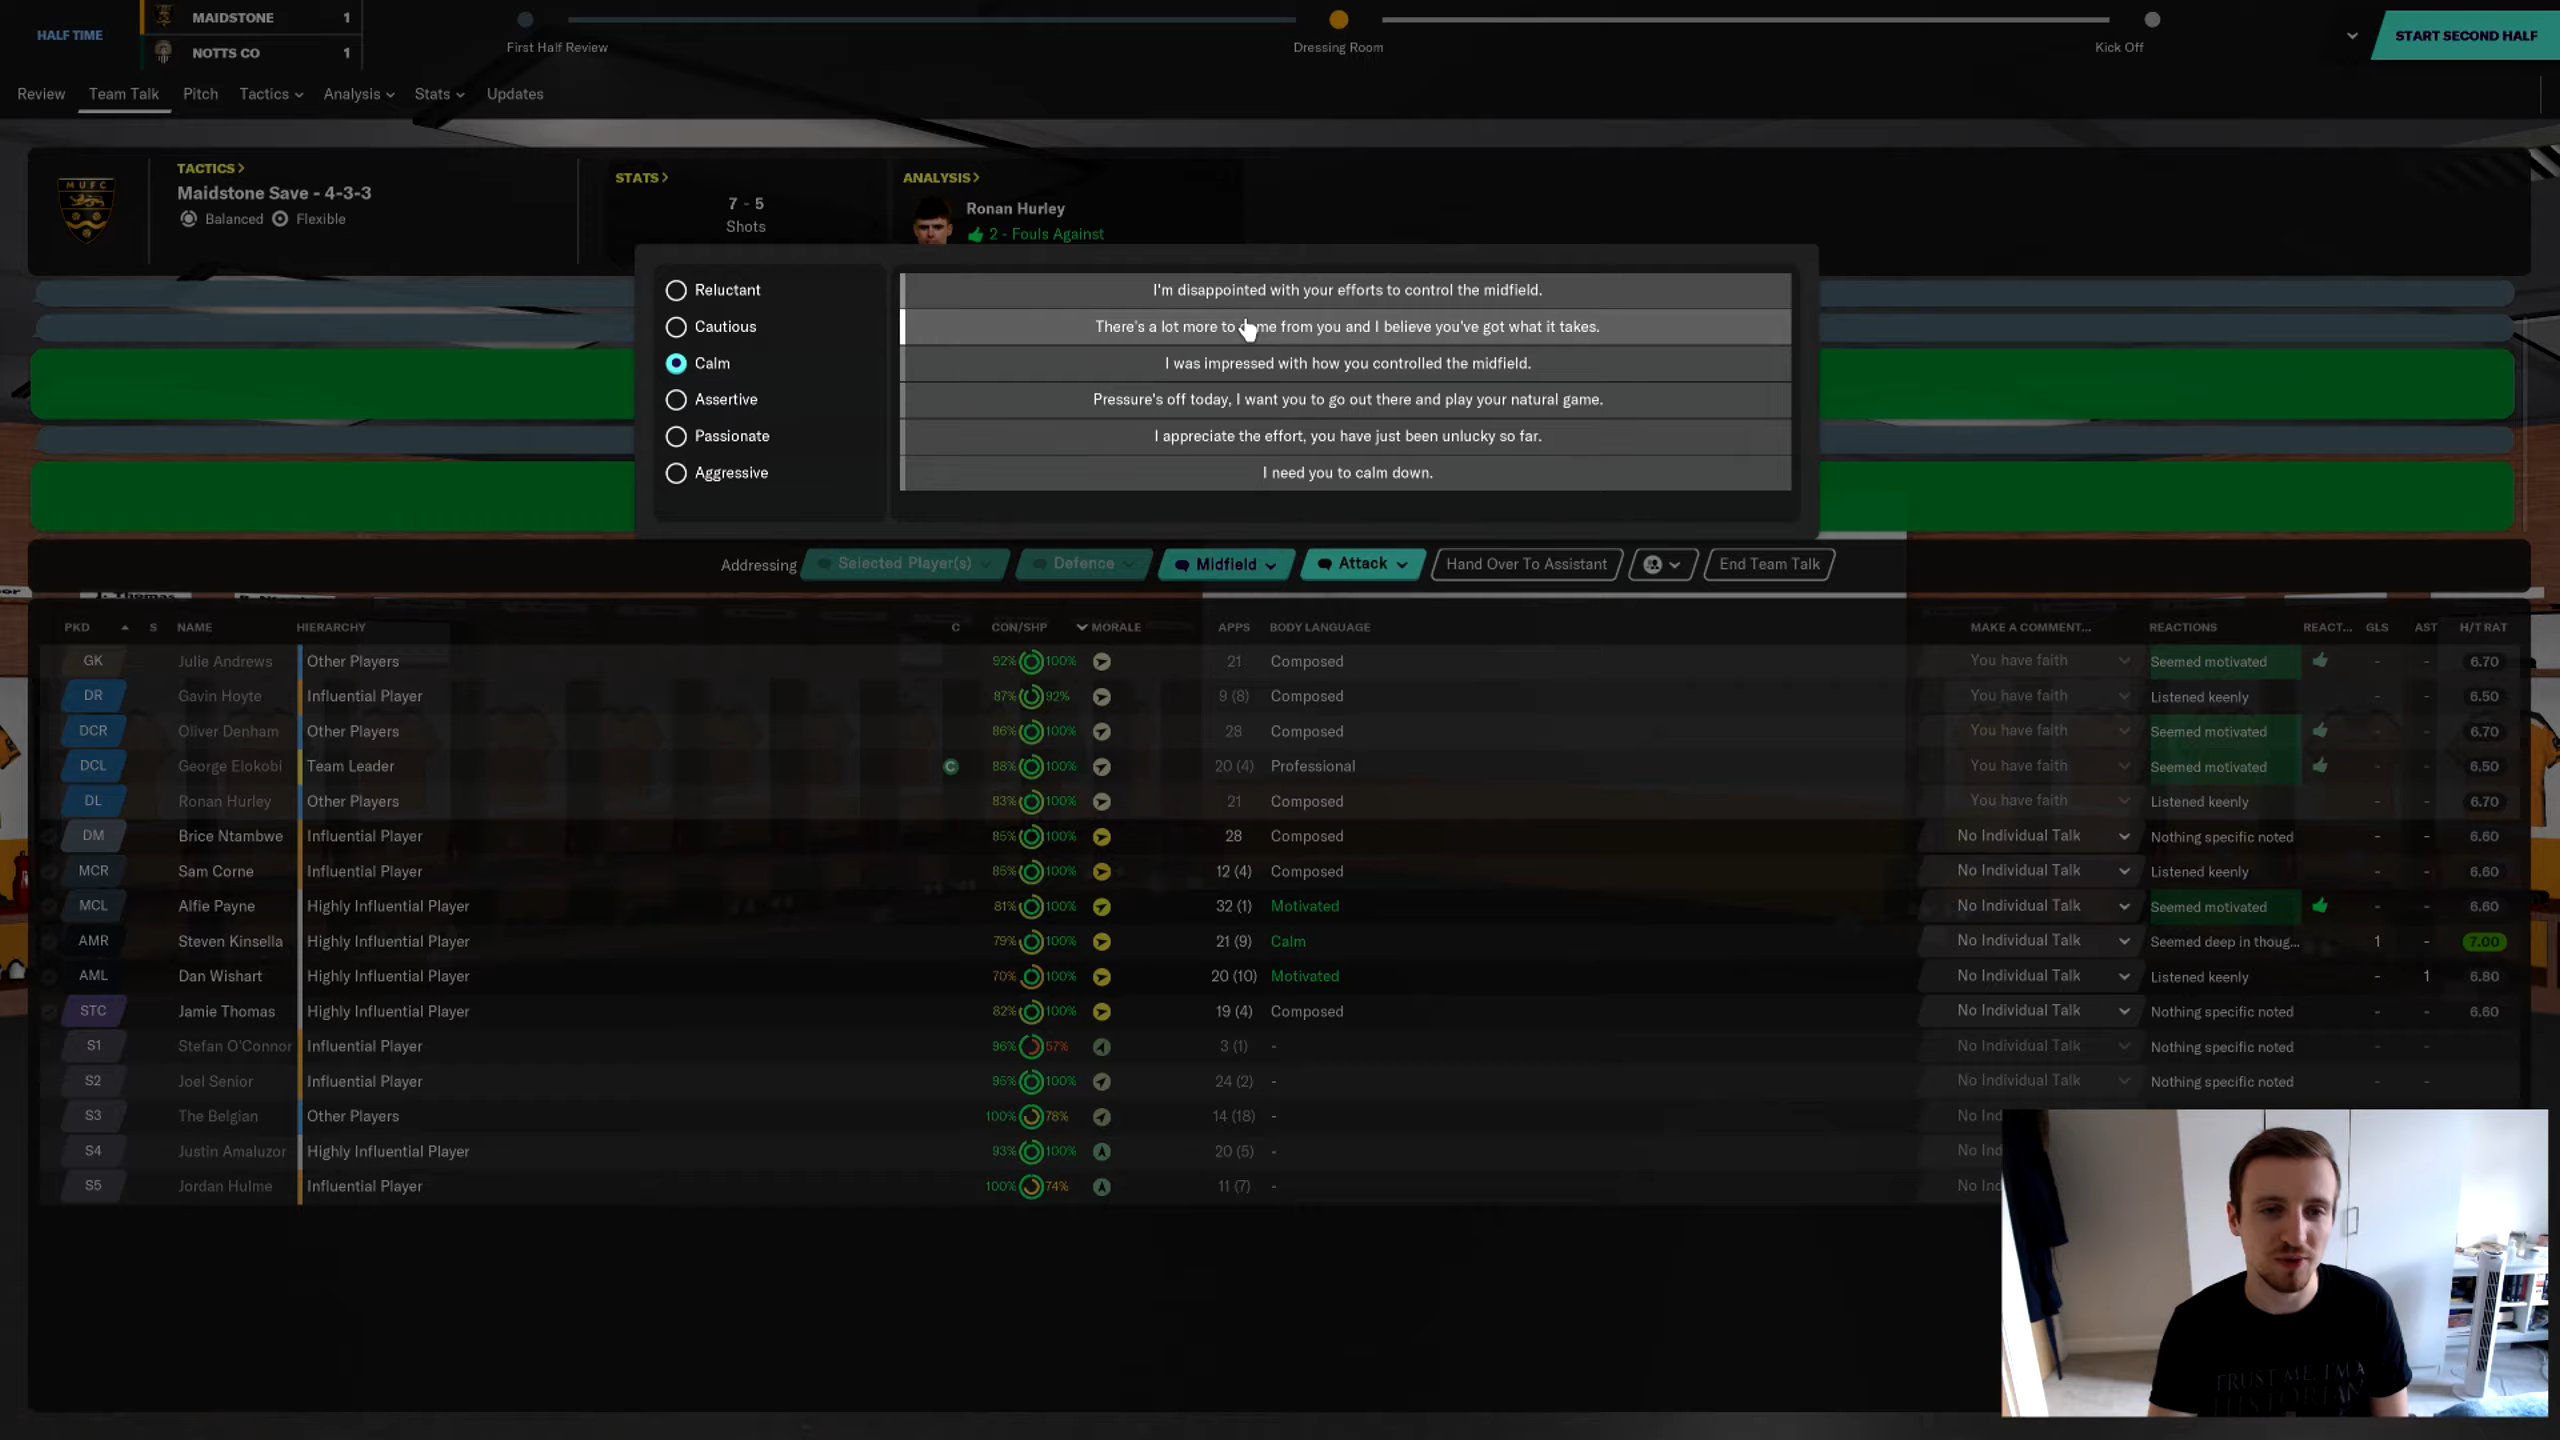 HALF TIME
MAIDSTONE 1
NOTTS CO 1
First Half Review
Dressing Room
Kick Off
START SECOND HALF
Review Team Talk Pitch Tactics Analysis Stats Updates
MUFC
TACTICS
Maidstone Save - 4-3-3
Balanced Flexible
STATS
7 - 5
Shots
ANALYSIS
Ronan Hurley
2 - Fouls Against
Reluctant
Cautious
Calm
Assertive
Passionate
Aggressive
I'm disappointed with your efforts to control the midfield.
There's a lot more to me from you and I believe you've got what it takes.
I was impressed with how you controlled the midfield.
Pressure's off today, I want you to go out there and play your natural game.
I appreciate the effort, you have just been unlucky so far.
I need you to calm down.
Addressing Selected Player(s) Defence Midfield Attack Hand Over To Assistant End Team Talk
PKD S NAME HIERARCHY C CON/SHP MORALE APPS BODY LANGUAGE MAKE A COMMENT... REACTIONS REACT... GLS AST H/T RAT
GK Julie Andrews Other Players 92% 100% 21 Composed You have faith Seemed motivated - - 6.70
DR Gavin Hoyte Influential Player 87% 92% 9 (8) Composed You have faith Listened keenly - - 6.50
DCR Oliver Denham Other Players 86% 100% 28 Composed You have faith Seemed motivated - - 6.70
DCL George Elokobi Team Leader C 88% 100% 20 (4) Professional You have faith Seemed motivated - - 6.50
DL Ronan Hurley Other Players 83% 100% 21 Composed You have faith Listened keenly - - 6.70
DM Brice Ntambwe Influential Player 85% 100% 28 Composed No Individual Talk Nothing specific noted - - 6.60
MCR Sam Corne Influential Player 85% 100% 12 (4) Composed No Individual Talk Listened keenly - - 6.60
MCL Alfie Payne Highly Influential Player 81% 100% 32 (1) Motivated No Individual Talk Seemed motivated - - 6.60
AMR Steven Kinsella Highly Influential Player 79% 100% 21 (9) Calm No Individual Talk Seemed deep in thoug... 1 - 7.00
AML Dan Wishart Highly Influential Player 70% 100% 20 (10) Motivated No Individual Talk Listened keenly - 1 6.80
STC Jamie Thomas Highly Influential Player 82% 100% 19 (4) Composed No Individual Talk Nothing specific noted - - 6.60
S1 Stefan O'Connor Influential Player 96% 57% 3 (1) - No Individual Talk Nothing specific noted - -
S2 Joel Senior Influential Player 95% 100% 24 (2) - No Individual Talk Nothing specific noted - -
S3 The Belgian Other Players 100% 78% 14 (18) - No Ind
S4 Justin Amaluzor Highly Influential Player 93% 100% 20 (5) - No Ind
S5 Jordan Hulme Influential Player 100% 74% 11 (7) - No Ind
TRUST ME, I'M A